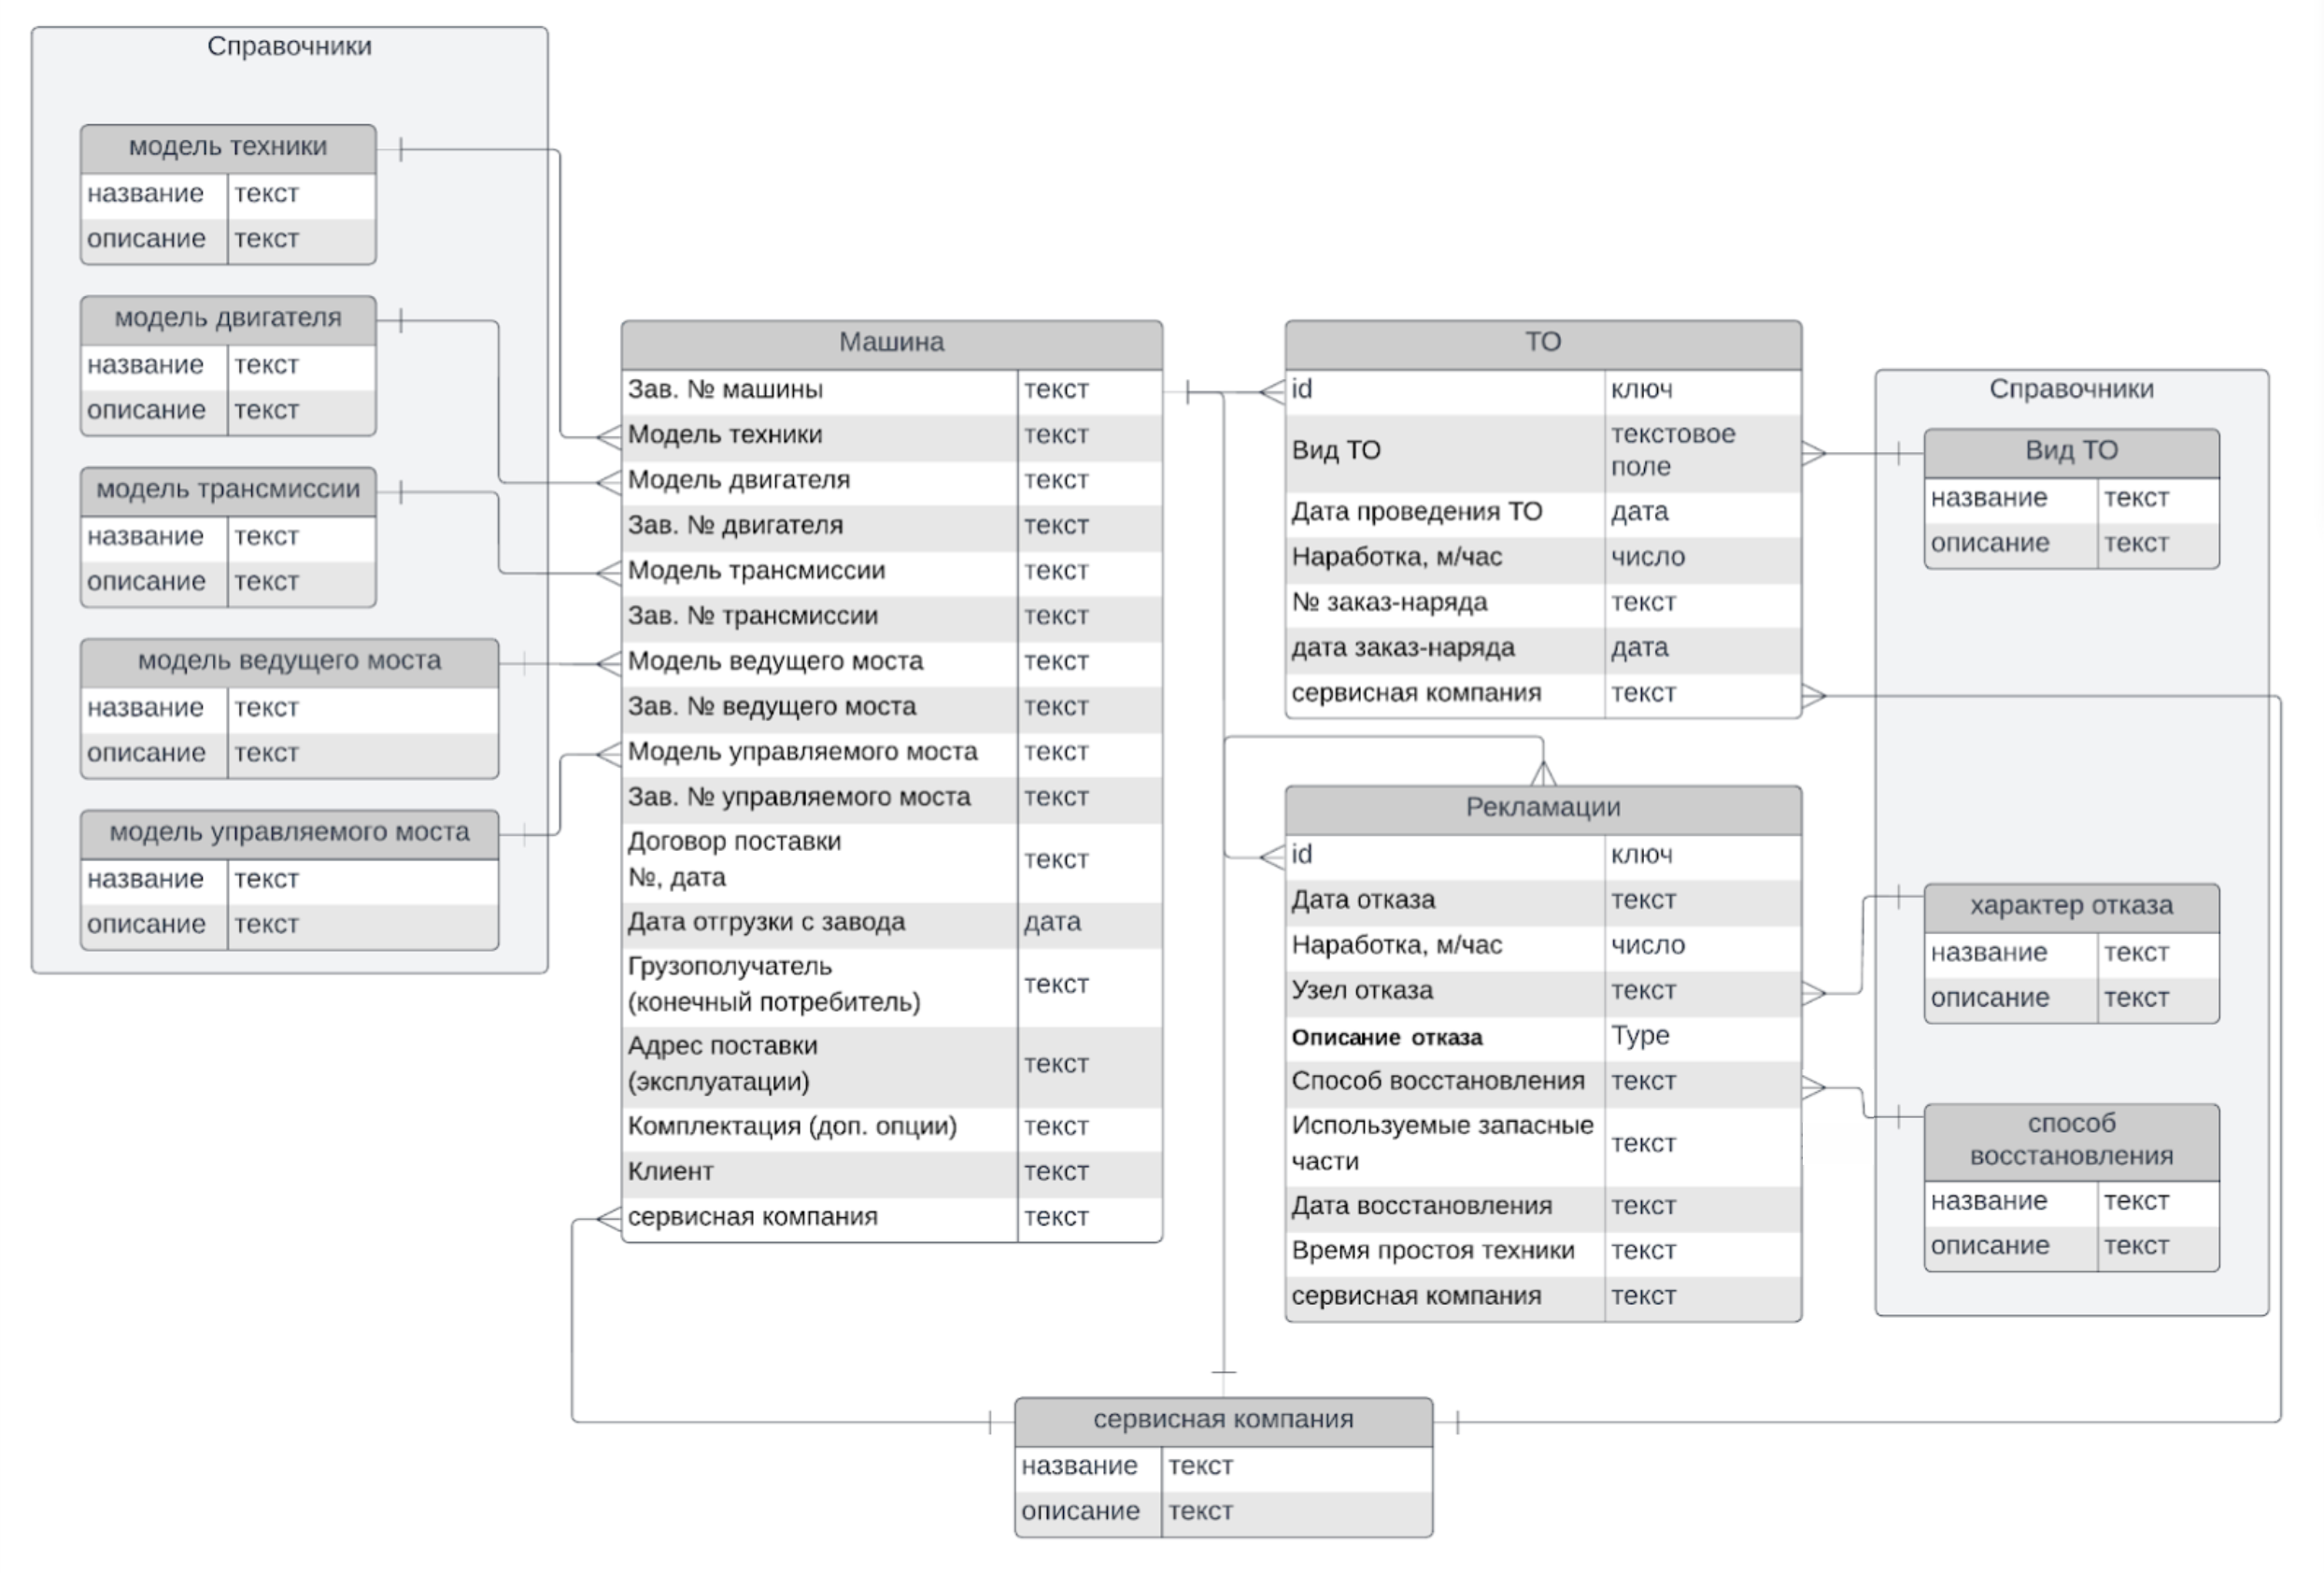 Справочники
модель техники
название текст
описание текст
модель двигателя
название текст
описание текст
модель трансмиссии
название текст
описание текст
модель ведущего моста
название текст
описание текст
модель управляемого моста
название текст
описание текст
Машина
Зав. № машины текст
Модель техники текст
Модель двигателя текст
Зав. № двигателя текст
Модель трансмиссии текст
Зав. № трансмиссии текст
Модель ведущего моста текст
Зав. № ведущего моста текст
Модель управляемого моста текст
Зав. № управляемого моста текст
Договор поставки
№, дата
текст
Дата отгрузки с завода дата
Грузополучатель
(конечный потребитель)
текст
Адрес поставки
(эксплуатации)
текст
Комплектация (доп. опции) текст
Клиент текст
сервисная компания текст
ТО
id ключ
Вид ТО
текстовое
поле
Дата проведения ТО дата
Наработка, м/час число
№ заказ-наряда текст
дата заказ-наряда дата
сервисная компания текст
Рекламации
id ключ
Дата отказа текст
Наработка, м/час число
Узел отказа текст
Описание отказа Type
Способ восстановления текст
Используемые запасные
части
текст
Дата восстановления текст
Время простоя техники текст
сервисная компания текст
Справочники
Вид ТО
название текст
описание текст
характер отказа
название текст
описание текст
способ
восстановления
название текст
описание текст
сервисная компания
название текст
описание текст